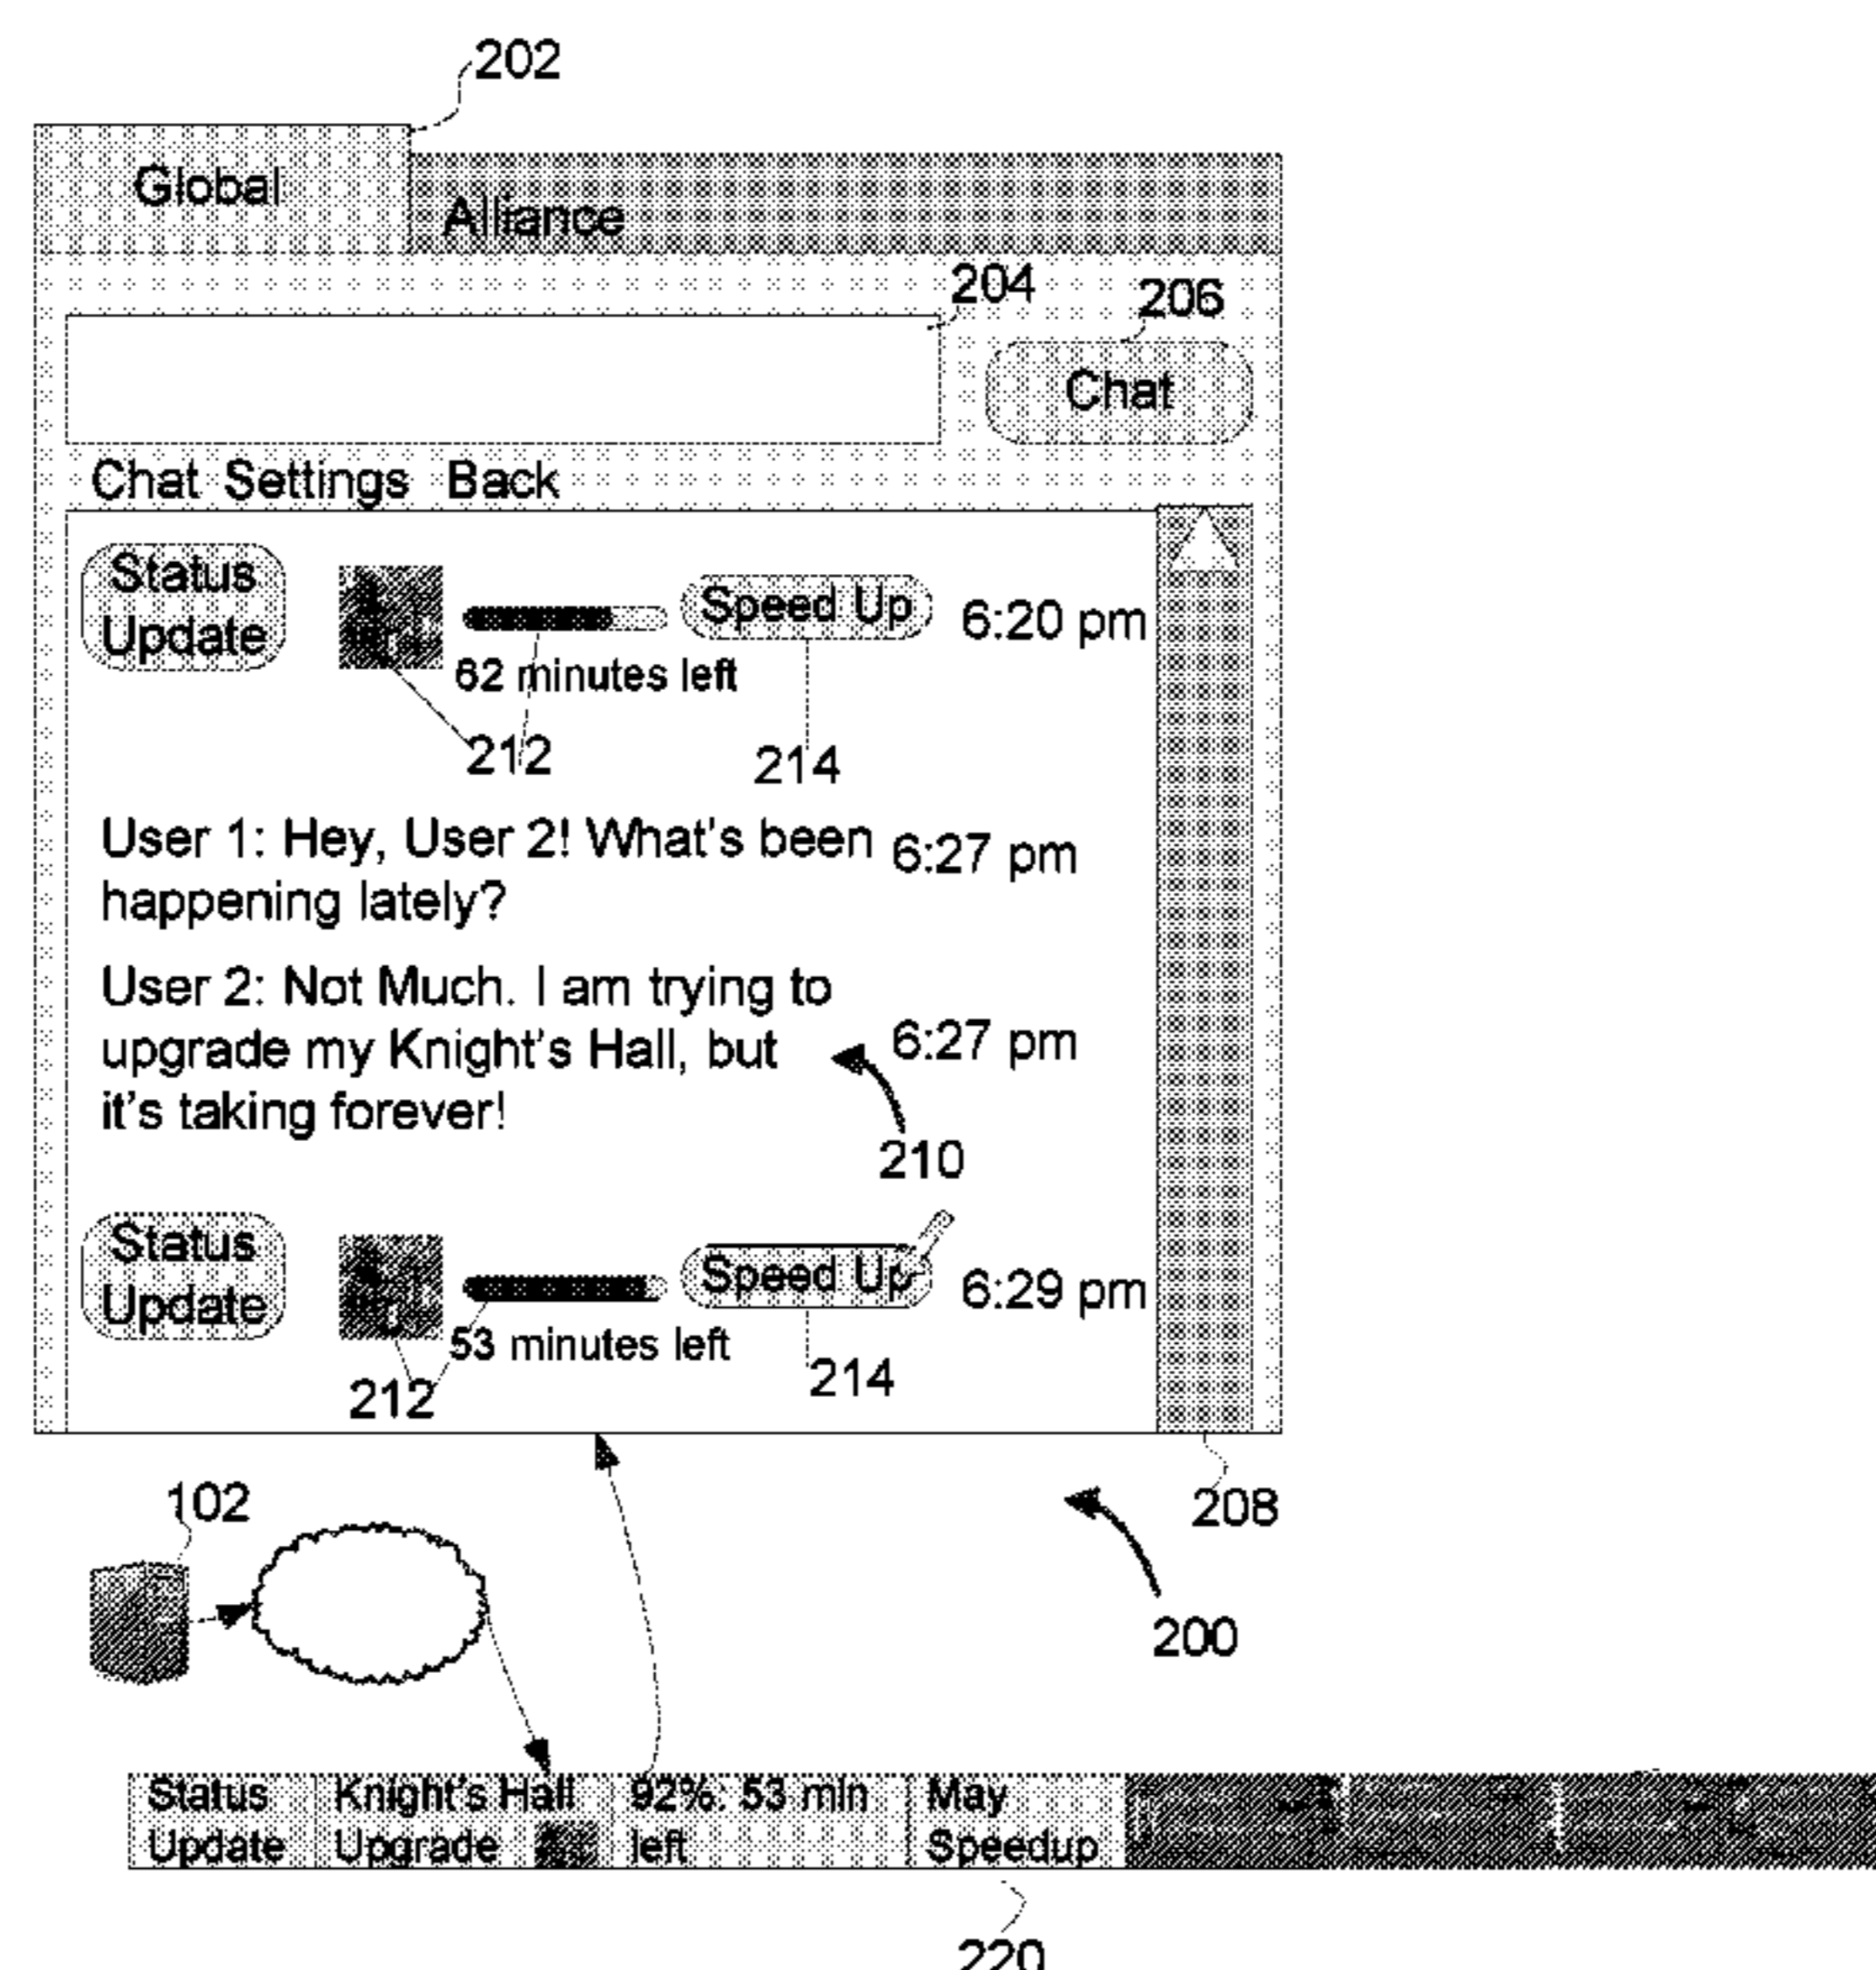 202
Global
Alliance
204
206
Chat
Chat Settings Back
Status
Update
Speed Up
6:20 pm
62 minutes left
212
214
User 1: Hey, User 2! What's been
happening lately?
6:27 pm
User 2: Not Much. I am trying to
upgrade my Knight's Hall, but
it's taking forever!
6:27 pm
210
Status
Update
Speed Up
6:29 pm
53 minutes left
212
214
102
208
200
Status
Update
Knight's Hall
Upgrade
92%: 53 min
left
May
Speedup
220